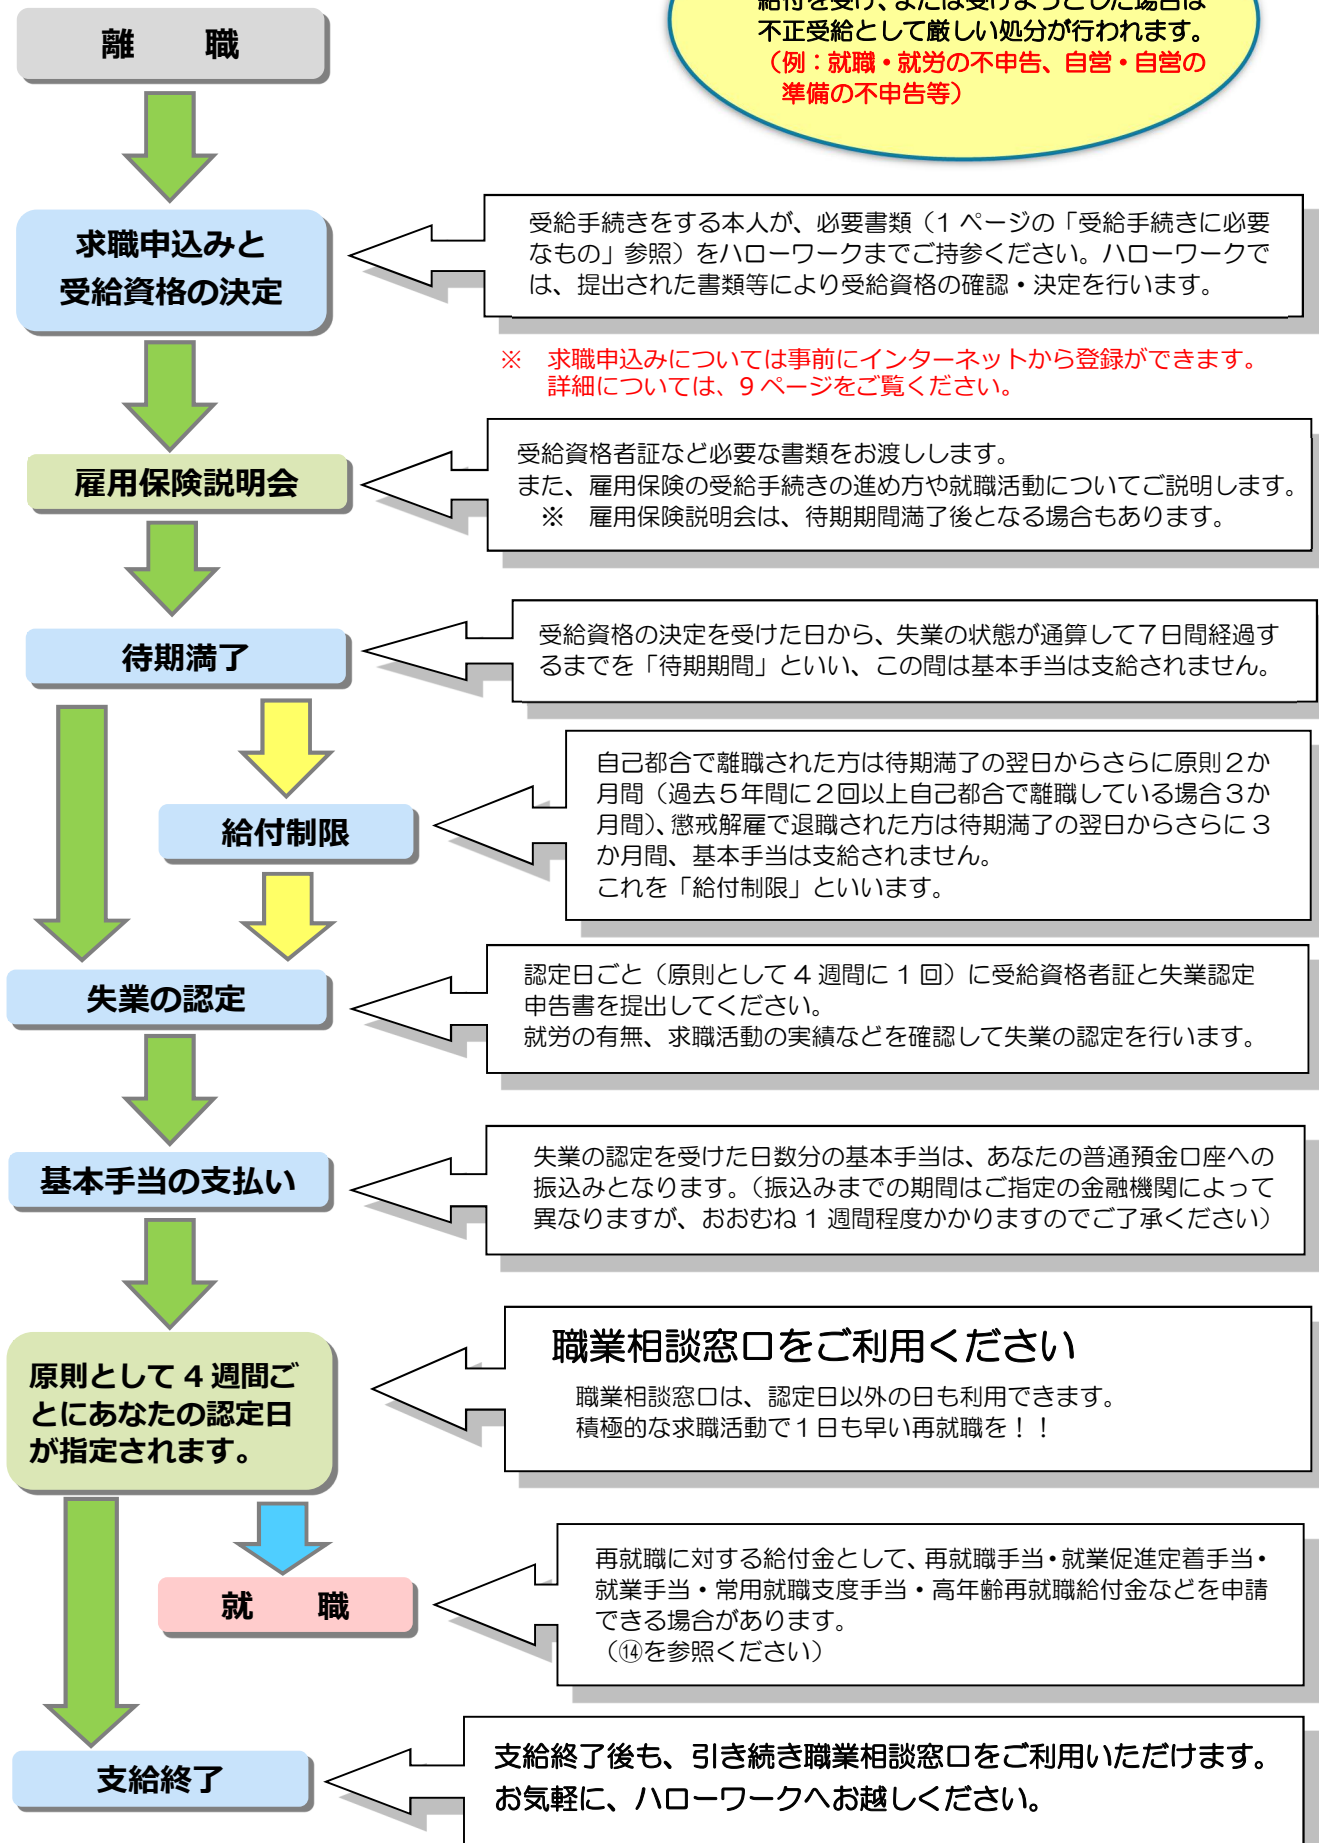 給付を受け、または受けようとした場合は
不正受給として厳しい処分が行われます。
（例：就職・就労の不申告、自営・自営の
準備の不申告等）
離　　職
求職申込みと
受給資格の決定
受給手続きをする本人が、必要書類（1 ページの「受給手続きに必要
なもの」参照）をハローワークまでご持参ください。ハローワークで
は、提出された書類等により受給資格の確認・決定を行います。
※　求職申込みについては事前にインターネットから登録ができます。
詳細については、9 ページをご覧ください。
雇用保険説明会
受給資格者証など必要な書類をお渡しします。
また、雇用保険の受給手続きの進め方や就職活動についてご説明します。
※　雇用保険説明会は、待期期間満了後となる場合もあります。
待期満了
受給資格の決定を受けた日から、失業の状態が通算して７日間経過す
るまでを「待期期間」といい、この間は基本手当は支給されません。
給付制限
自己都合で離職された方は待期満了の翌日からさらに原則２か
月間（過去５年間に２回以上自己都合で離職している場合３か
月間）、懲戒解雇で退職された方は待期満了の翌日からさらに 3
か月間、基本手当は支給されません。
これを「給付制限」といいます。
失業の認定
認定日ごと（原則として 4 週間に 1 回）に受給資格者証と失業認定
申告書を提出してください。
就労の有無、求職活動の実績などを確認して失業の認定を行います。
基本手当の支払い
失業の認定を受けた日数分の基本手当は、あなたの普通預金口座への
振込みとなります。（振込みまでの期間はご指定の金融機関によって
異なりますが、おおむね 1 週間程度かかりますのでご了承ください）
原則として 4 週間ご
とにあなたの認定日
が指定されます。
職業相談窓口をご利用ください
職業相談窓口は、認定日以外の日も利用できます。
積極的な求職活動で１日も早い再就職を！！
就　　職
再就職に対する給付金として、再就職手当・就業促進定着手当・
就業手当・常用就職支度手当・高年齢再就職給付金などを申請
できる場合があります。
（⑭を参照ください）
支給終了
支給終了後も、引き続き職業相談窓口をご利用いただけます。
お気軽に、ハローワークへお越しください。